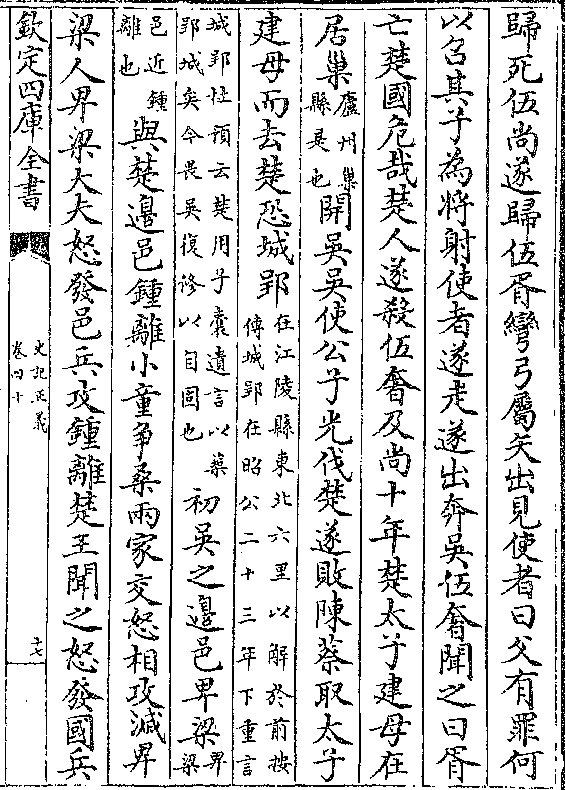 歸死伍尚遂歸伍胥彎弓屬矢出見使者曰父有罪何
以召其子為將射使者遂走遂出奔吳伍奢聞之曰胥
亡楚國危哉楚人遂殺伍奢及尚十年楚太子建母在
居巢廬州巢縣是也開吳吳使公子光伐楚遂敗陳蔡取太子
建母而去楚恐城郢在江陵縣東北六里以解於前按傳城郢在昭公二十三年下重言
城郢杜預云楚用子囊遺言以築郢城矣今畏吳復修以自固也初吳之邊邑卑梁卑梁
邑近鍾離也與楚邊邑鍾離小童爭桑兩家交怒相攻滅卑
梁人卑梁大夫怒發邑兵攻鍾離楚王聞之怒發國兵
欽定四庫全書
史記正義
卷四十
十七